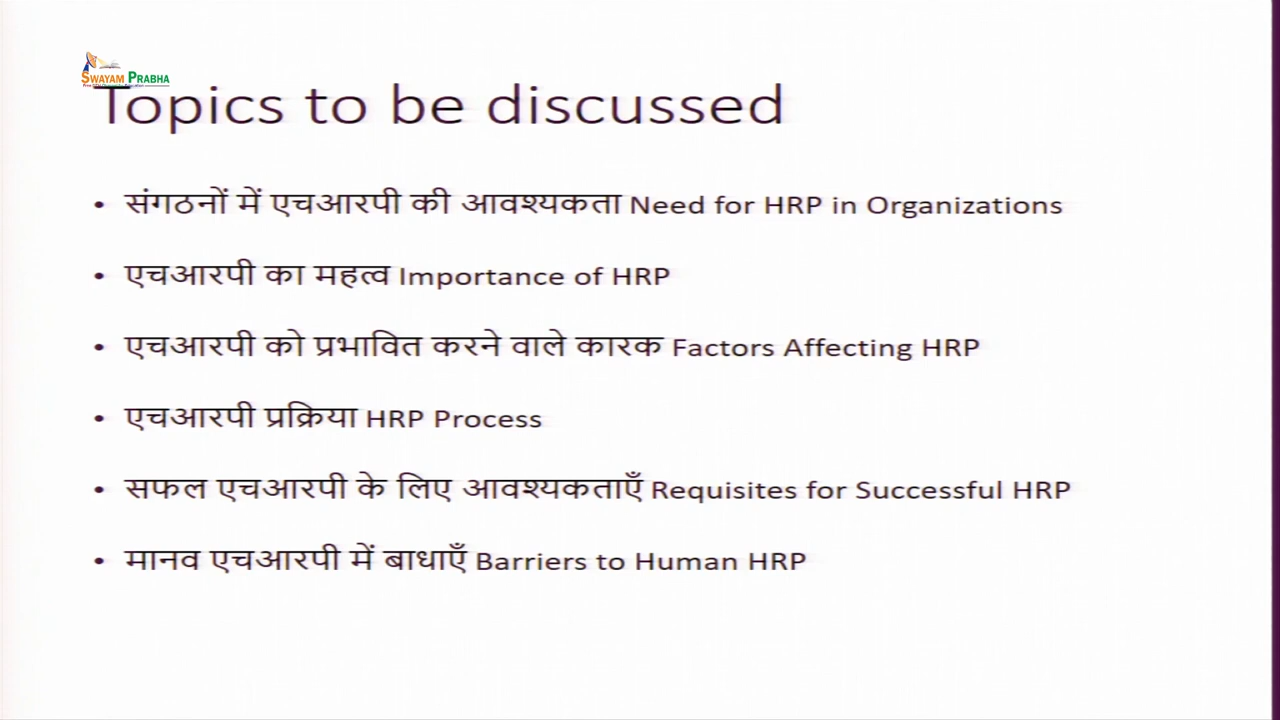 SWAYAM PRABHA
Topics to be discussed
• संगठनों में एचआरपी की आवश्यकता Need for HRP in Organizations
• एचआरपी का महत्व Importance of HRP
• एचआरपी को प्रभावित करने वाले कारक Factors Affecting HRP
• एचआरपी प्रक्रिया HRP Process
• सफल एचआरपी के लिए आवश्यकताएँ Requisites for Successful HRP
• मानव एचआरपी में बाधाएँ Barriers to Human HRP